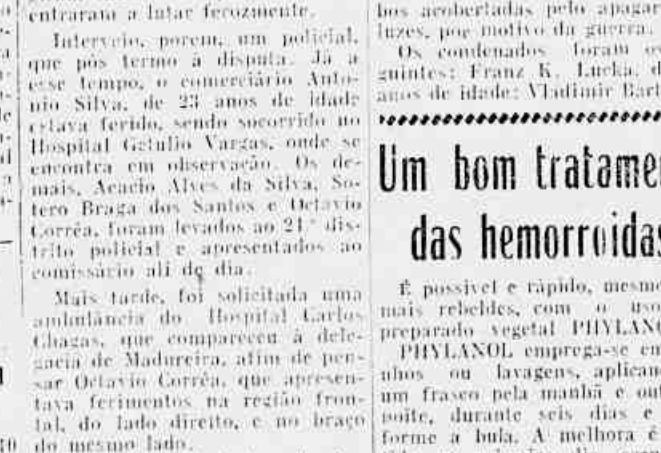 entraram a lutar ferozmente.
Interveio, porem, um policial,
que pôs termo à disputa. Já a
esse tempo, o comerciário Anto-
nio Silva, de 23 anos de idade
estava ferido, sendo socorrido no
Hospital Getulio Vargas, onde se
encontra em observação. Os de-
mais, Acacio Alves da Silva, So-
tero Braga dos Santos e Octavio
Corrêa, foram levados ao 21.° dis-
trito policial e apresentados ao
comissário ali de dia.
Mais tarde, foi solicitada uma
ambulância do Hospital Carlos
Chagas, que compareceu à dele-
gacia de Madureira, afim de pen-
sar Octavio Corrêa, que apresen-
tava ferimentos na região fron-
tal, do lado direito, e no braço
do mesmo lado.
bos acobertadas pelo apagar
luzes, por motivo da guerra.
Os condenados foram os
guintes: Franz K. Lucka, d
anos de idade; Vladimir
Um bom tratame
das hemorroidas
É possivel e rápido, mesmo
mais rebeldes, com o uso
preparado vegetal PHYLANO
PHYLANOL emprega-se em
nhos ou lavagens, aplican
um frasco pela manhã e out
noite, durante seis dias e
forme a bula. A melhora é